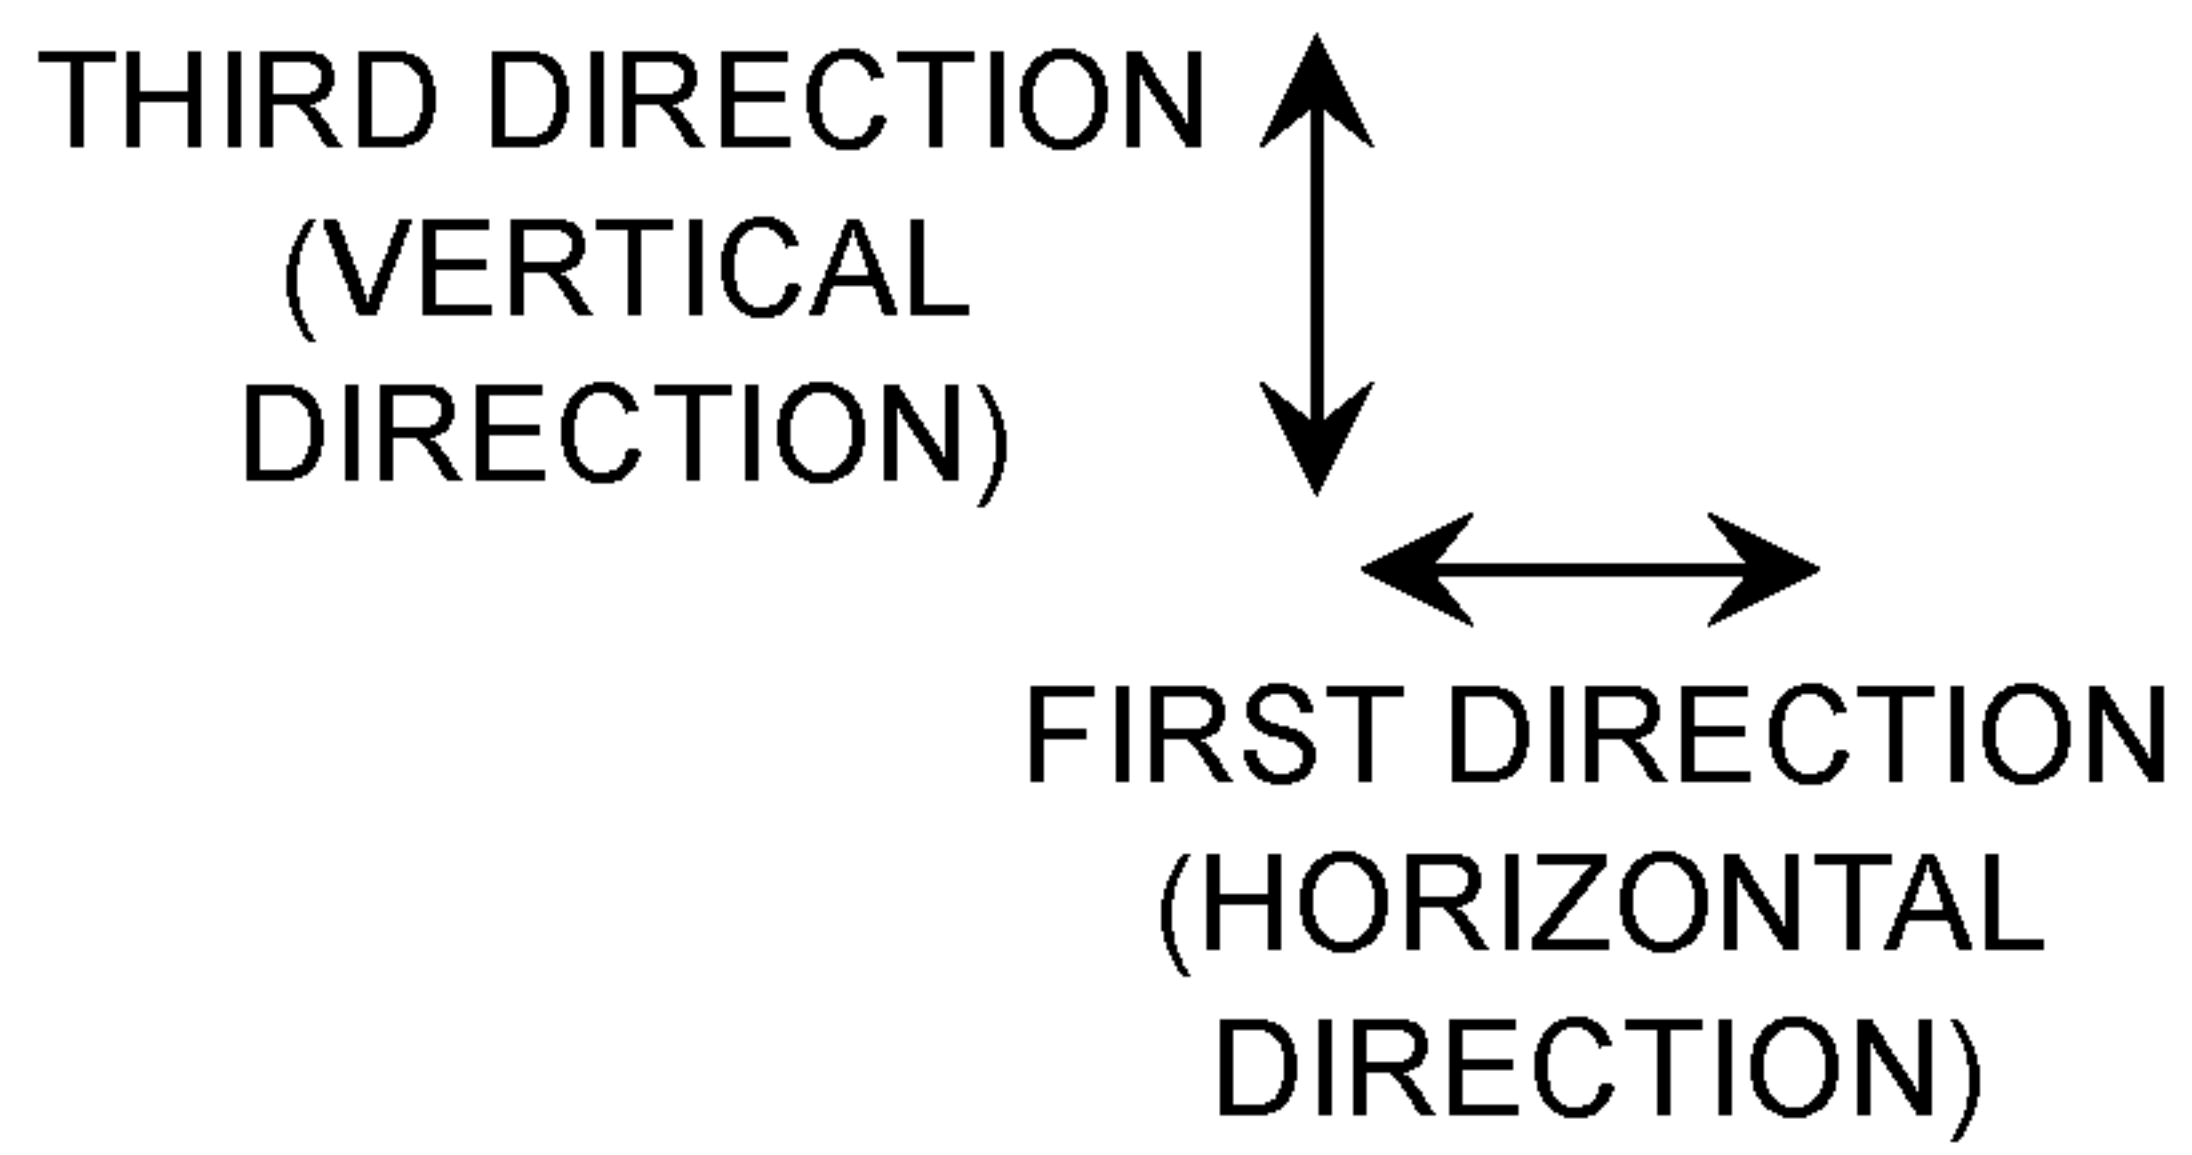 THIRD DIRECTION
(VERTICAL
DIRECTION)
FIRST DIRECTION
(HORIZONTAL
DIRECTION)